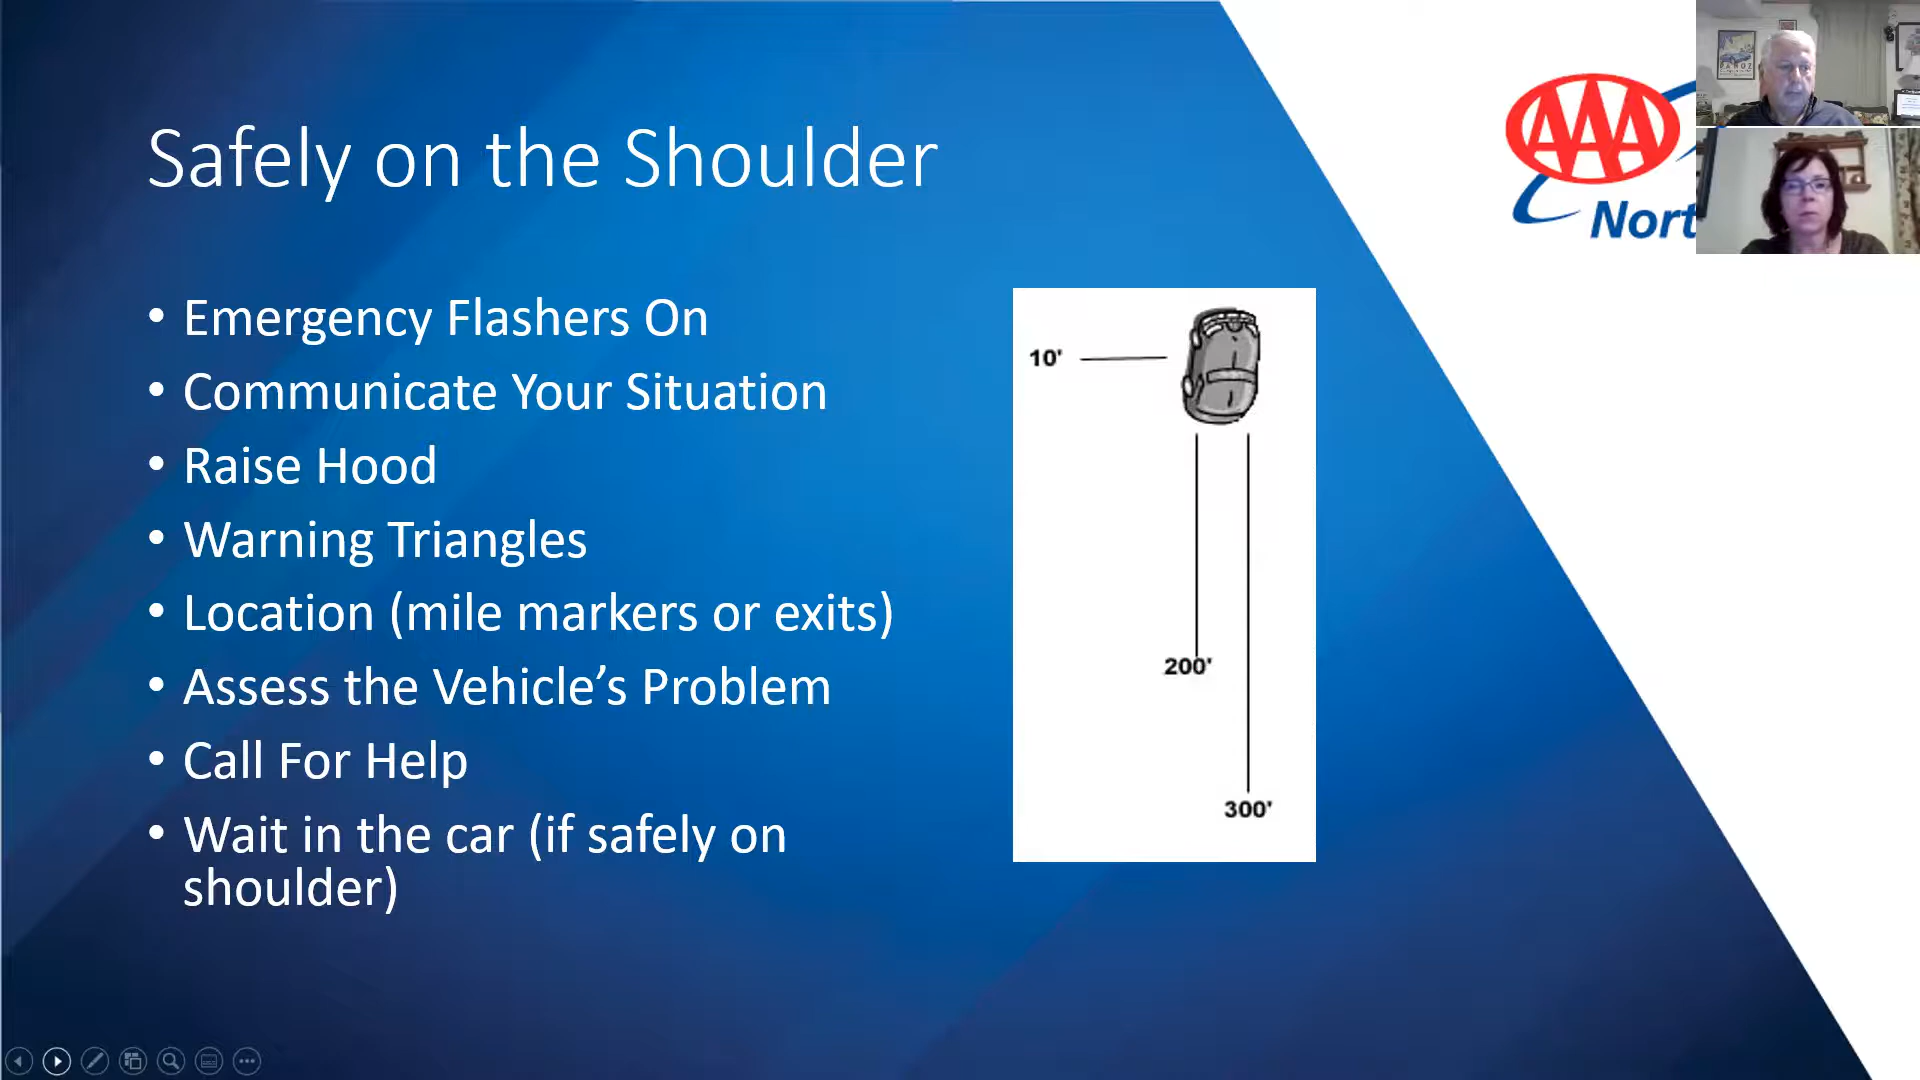 Safely on the Shoulder
AAA
Nort
• Emergency Flashers On
• Communicate Your Situation
• Raise Hood
• Warning Triangles
• Location (mile markers or exits)
• Assess the Vehicle’s Problem
• Call For Help
• Wait in the car (if safely on
shoulder)
10'
200'
300'